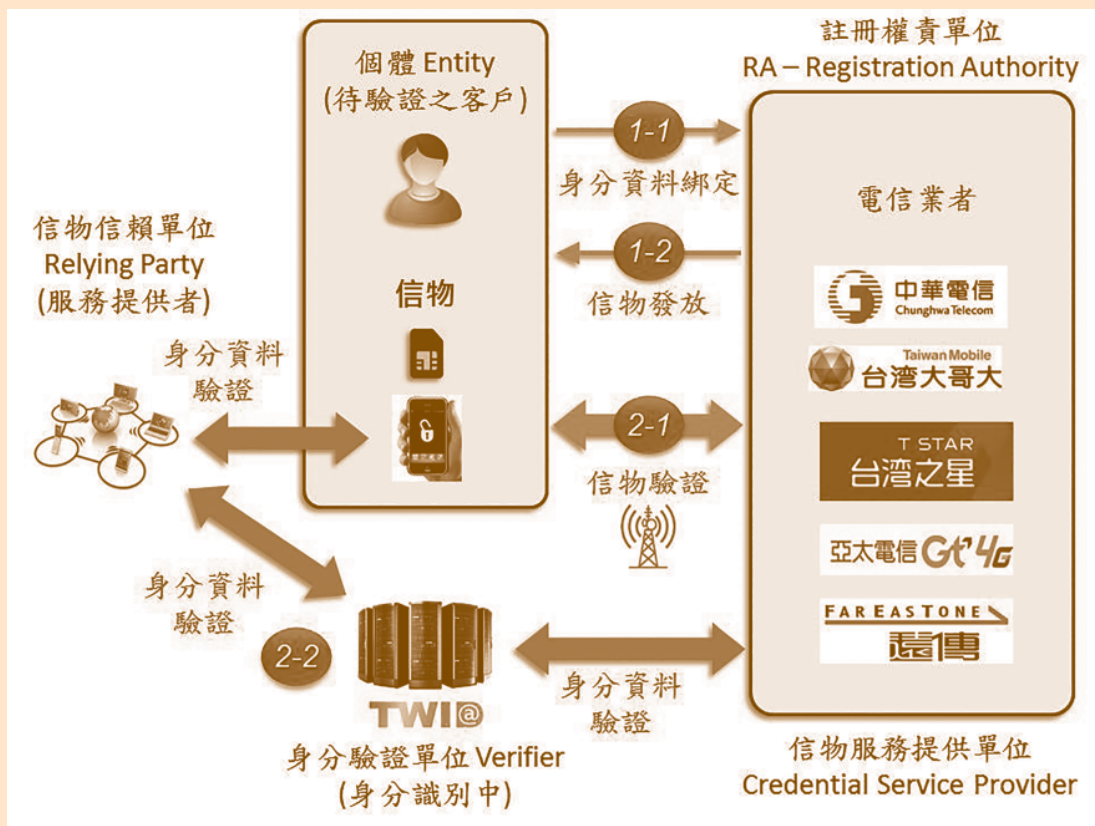 個體 Entity
(待驗證之客戶)
註冊權責單位
RA – Registration Authority
1-1
身分資料綁定
電信業者
1-2
信物發放
信物
信物信賴單位
Relying Party
(服務提供者)
中華電信
Chunghwa Telecom
Taiwan Mobile
台灣大哥大
身分資料
驗證
2-1
信物驗證
T STAR
台灣之星
亞太電信 Gt 4G
FAREASTONE
遠傳
身分資料
驗證
2-2
TWID
身分資料
驗證
身分驗證單位 Verifier
(身分識別中)
信物服務提供單位
Credential Service Provider